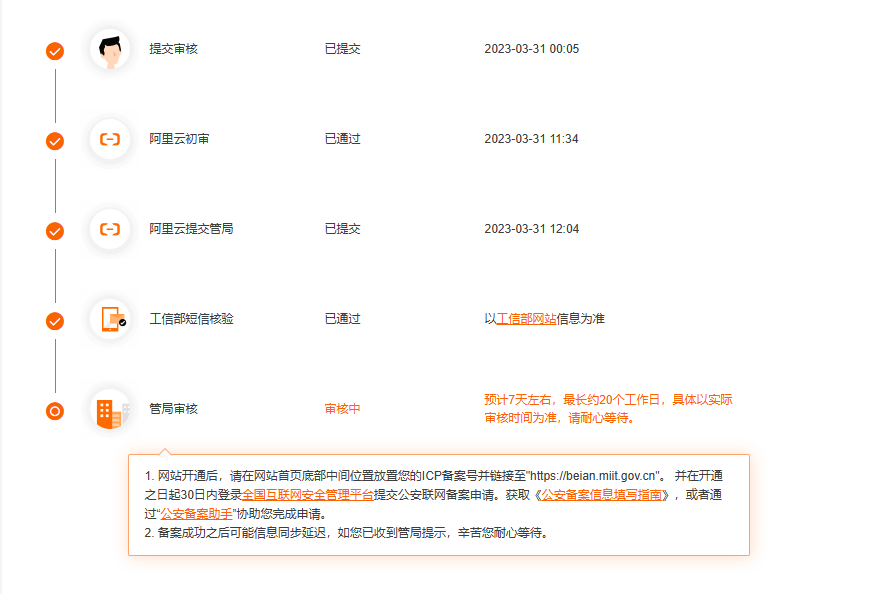 提交审核 已提交 2023-03-31 00:05
阿里云初审 已通过 2023-03-31 11:34
阿里云提交管局 已提交 2023-03-31 12:04
工信部短信核验 已通过 以工信部网站信息为准
管局审核 审核中 预计7天左右，最长约20个工作日，具体以实际
审核时间为准，请耐心等待。
1. 网站开通后，请在网站首页底部中间位置放置您的ICP备案号并链接至"https://beian.miit.gov.cn"。 并在开通
之日起30日内登录全国互联网安全管理平台提交公安联网备案申请。获取《公安备案信息填写指南》，或者通
过“公安备案助手”协助您完成申请。
2. 备案成功之后可能信息同步延迟，如您已收到管局提示，辛苦您耐心等待。